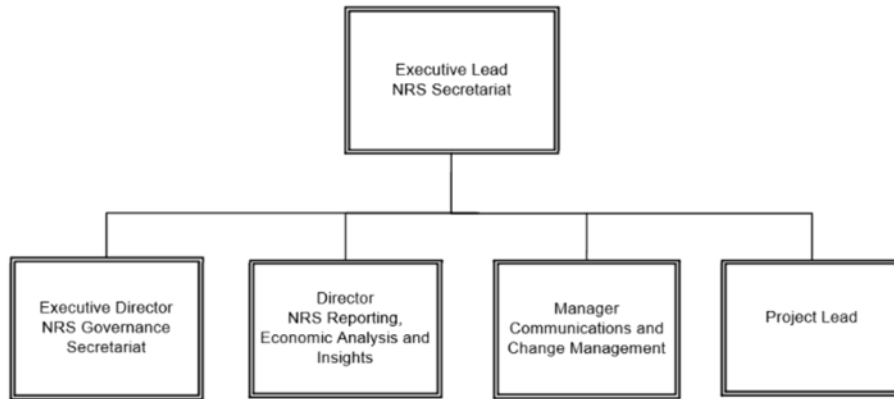 Executive Lead
NRS Secretariat
Executive Director
NRS Governance
Secretariat
Director
NRS Reporting,
Economic Analysis and
Insights
Manager
Communications and
Change Management
Project Lead